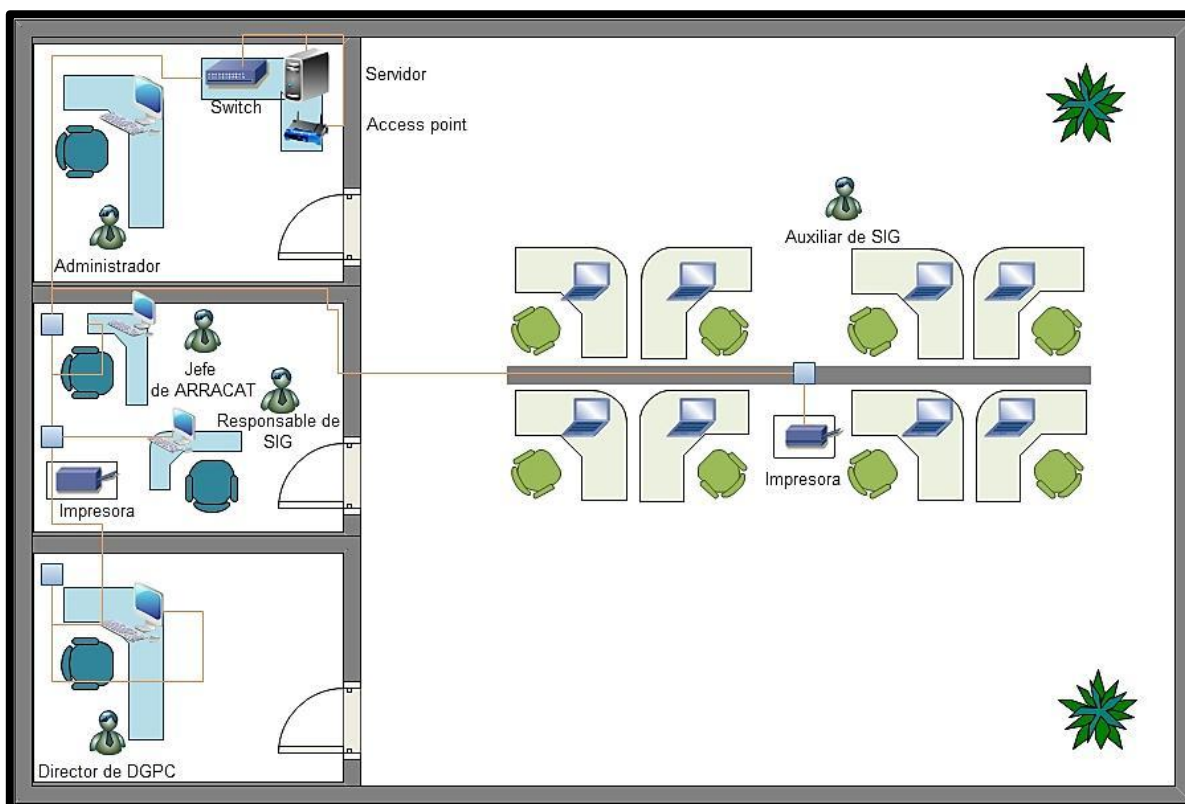 Servidor
Switch
Access point
Administrador
Auxiliar de SIG
Jefe
de ARRACAT
Responsable de
SIG
Impresora
Impresora
Director de DGPC